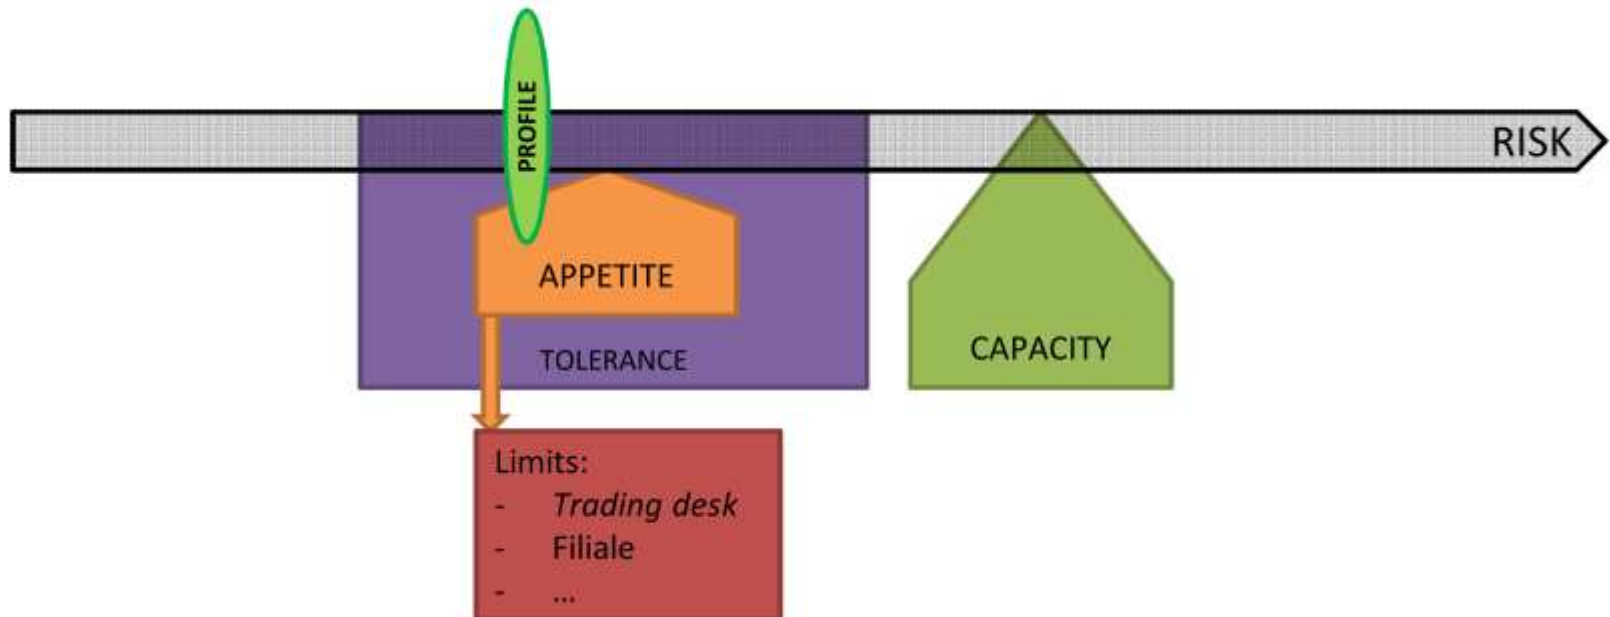 PROFILE
RISK
APPETITE
TOLERANCE
CAPACITY
Limits:
- Trading desk
- Filiale
- ...